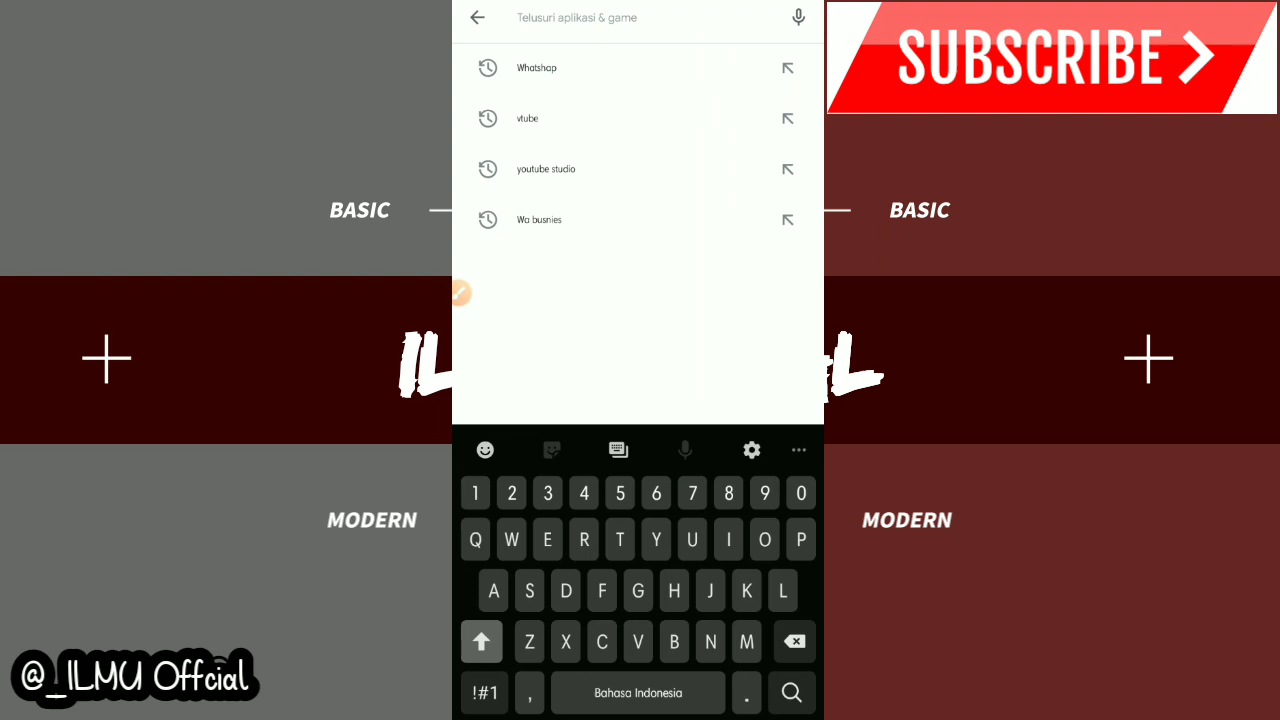 Telusuri aplikasi & game
SUBSCRIBE
Whatshap
vtube
youtube studio
Wa busnies
BASIC
BASIC
IL
L
MODERN
MODERN
1 2 3 4 5 6 7 8 9 0
Q W E R T Y U I O P
A S D F G H J K L
Z X C V B N M
!#1 , Bahasa Indonesia .
@_ILMU Offcial